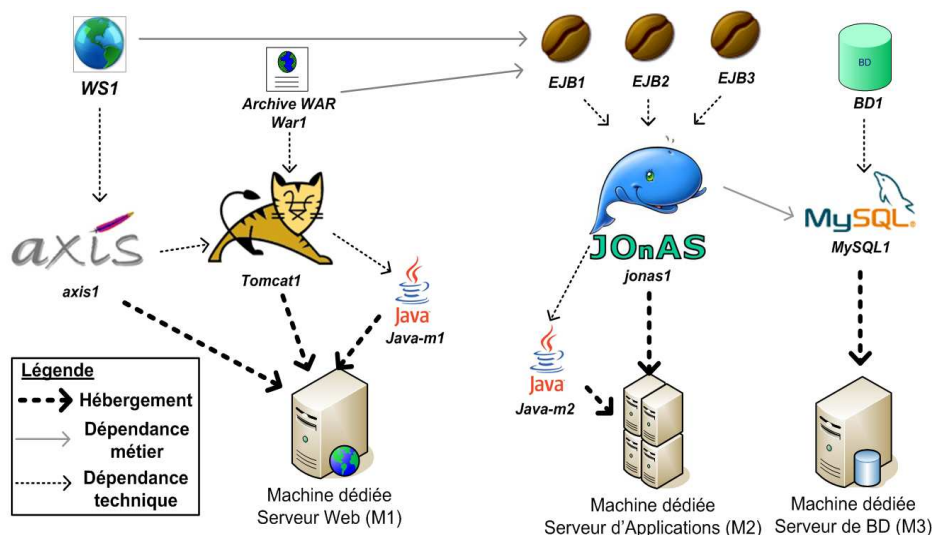 WS1
Archive WAR
War1
EJB1
EJB2
EJB3
BD
BD1
axis
axis1
Tomcat1
Java
Java-m1
JOnAS
jonas1
MySQL
MySQL1
Java
Java-m2
Légende
Hébergement
Dépendance
métier
Dépendance
technique
Machine dédiée
Serveur Web (M1)
Machine dédiée
Serveur d'Applications (M2)
Machine dédiée
Serveur de BD (M3)